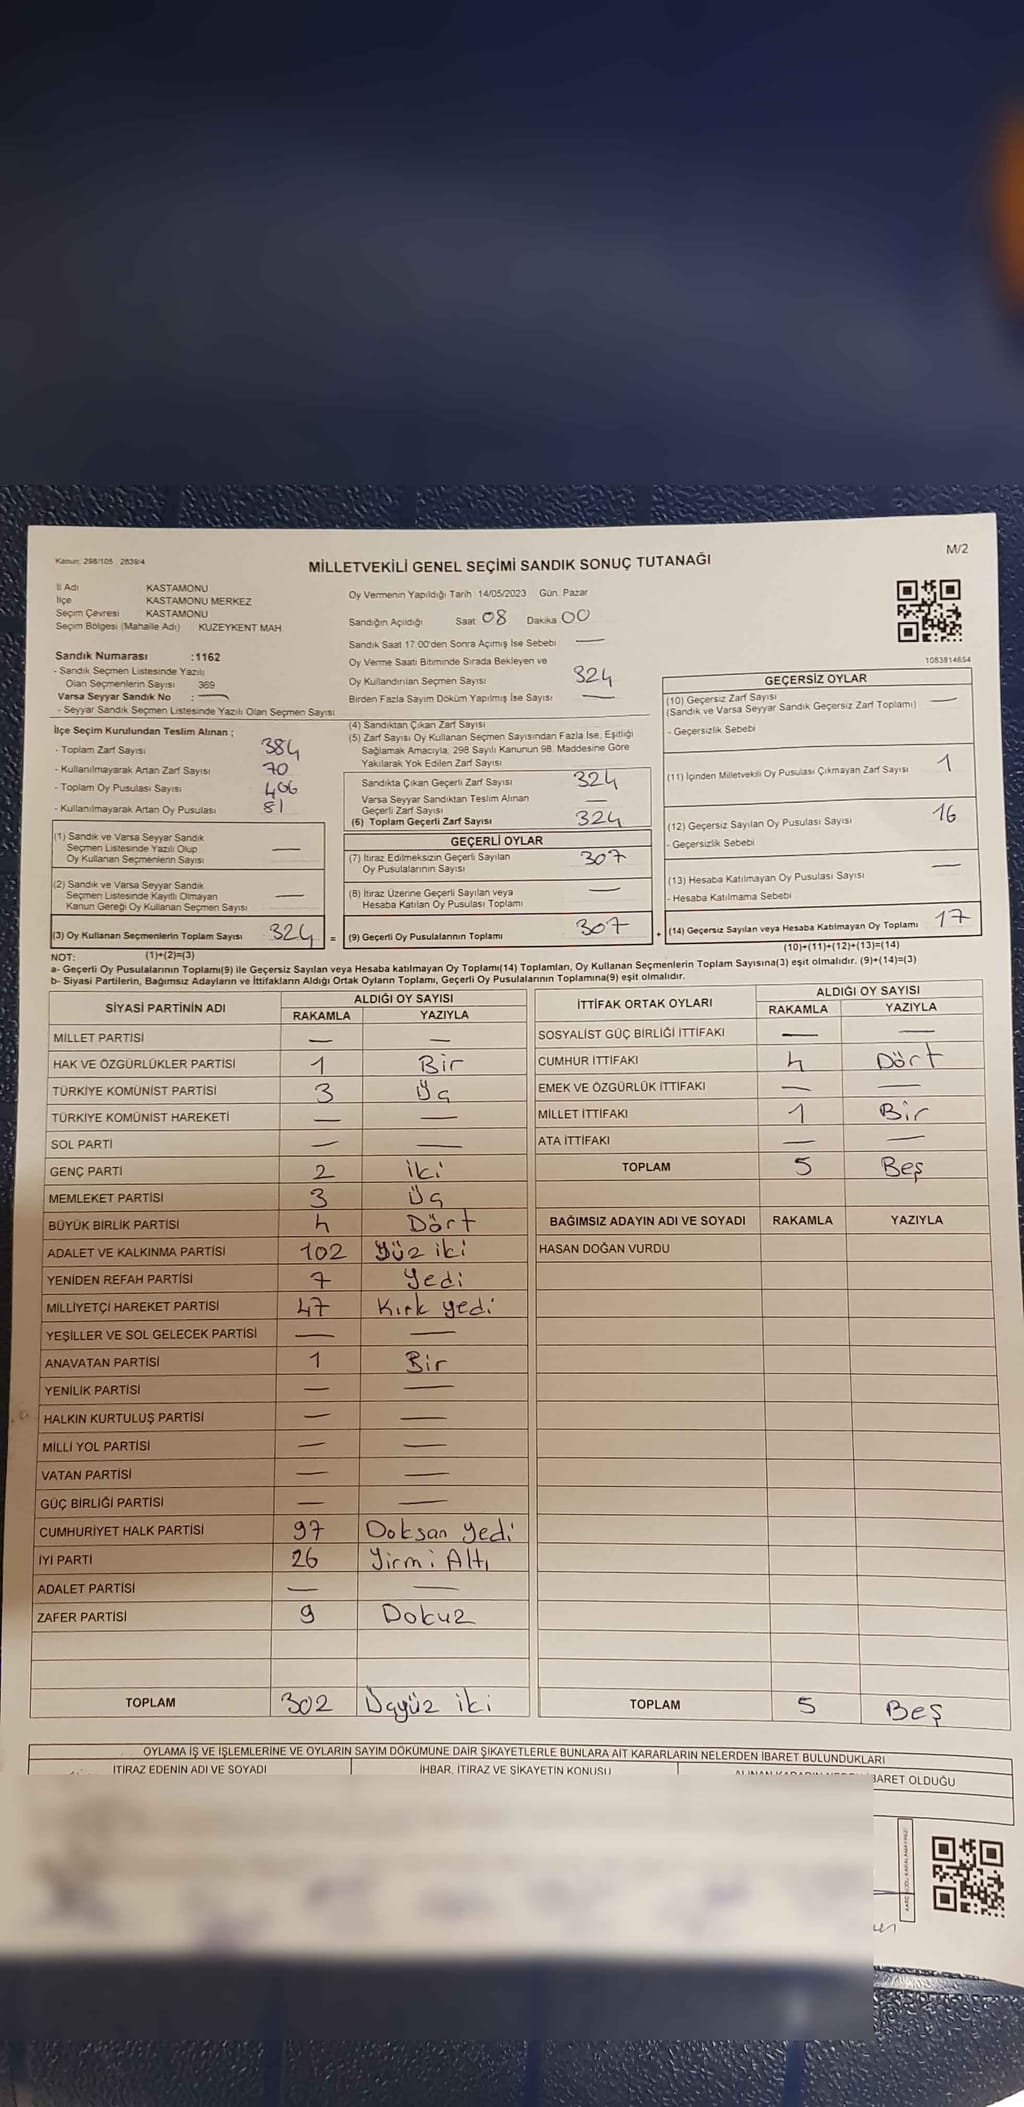 M/2
Kanun: 298/105 2839/4
MİLLETVEKİLİ GENEL SEÇİMİ SANDIK SONUÇ TUTANAĞI
İl Adı KASTAMONU
İlçe KASTAMONU MERKEZ
Seçim Çevresi KASTAMONU
Seçim Bölgesi (Mahalle Adı) KUZEYKENT MAH
Sandık Numarası :1162
- Sandık Seçmen Listesinde Yazılı
Olan Seçmenlerin Sayısı 369
Varsa Seyyar Sandık No : —
- Seyyar Sandık Seçmen Listesinde Yazılı Olan Seçmen Sayısı
Oy Vermenin Yapıldığı Tarih 14/05/2023 Gün. Pazar
Sandığın Açıldığı Saat 08 Dakika 00
Sandık Saat 17:00'den Sonra Açımış İse Sebebi —
Oy Verme Saati Bitiminde Sırada Bekleyen ve
Oy Kullandırılan Seçmen Sayısı 324
Birden Fazla Sayım Döküm Yapılmış İse Sayısı —
1083814654
İlçe Seçim Kurulundan Teslim Alınan ;
- Toplam Zarf Sayısı 384
- Kullanılmayarak Artan Zarf Sayısı 70
- Toplam Oy Pusulası Sayısı 406
- Kullanılmayarak Artan Oy Pusulası 81
(1) Sandık ve Varsa Seyyar Sandık
Seçmen Listesinde Yazılı Olup
Oy Kullanan Seçmenlerin Sayısı —
(2) Sandık ve Varsa Seyyar Sandık
Seçmen Listesinde Kayıtlı Olmayan
Kanun Gereği Oy Kullanan Seçmen Sayısı —
(3) Oy Kullanan Seçmenlerin Toplam Sayısı 324 =
(4) Sandıktan Çıkan Zarf Sayısı
(5) Zarf Sayısı Oy Kullanan Seçmen Sayısından Fazla İse, Eşitliği
Sağlamak Amacıyla, 298 Sayılı Kanunun 98. Maddesine Göre
Yakılarak Yok Edilen Zarf Sayısı
Sandıkta Çıkan Geçerli Zarf Sayısı 324
Varsa Seyyar Sandıktan Teslim Alınan
Geçerli Zarf Sayısı —
(6) Toplam Geçerli Zarf Sayısı 324
GEÇERLİ OYLAR
(7) İtiraz Edilmeksizin Geçerli Sayılan
Oy Pusulalarının Sayısı 307
(8) İtiraz Üzerine Geçerli Sayılan veya
Hesaba Katılan Oy Pusulası Toplamı —
(9) Geçerli Oy Pusulalarının Toplamı 307 +
GEÇERSİZ OYLAR
(10) Geçersiz Zarf Sayısı
(Sandık ve Varsa Seyyar Sandık Geçersiz Zarf Toplamı) —
- Geçersizlik Sebebi
(11) İçinden Milletvekili Oy Pusulası Çıkmayan Zarf Sayısı 1
(12) Geçersiz Sayılan Oy Pusulası Sayısı 16
- Geçersizlik Sebebi
(13) Hesaba Katılmayan Oy Pusulası Sayısı —
- Hesaba Katılmama Sebebi
(14) Geçersiz Sayılan veya Hesaba Katılmayan Oy Toplamı 17
NOT: (1)+(2)=(3)
(10)+(11)+(12)+(13)=(14)
a- Geçerli Oy Pusulalarının Toplamı(9) ile Geçersiz Sayılan veya Hesaba katılmayan Oy Toplamı(14) Toplamları, Oy Kullanan Seçmenlerin Toplam Sayısına(3) eşit olmalıdır. (9)+(14)=(3)
b- Siyasi Partilerin, Bağımsız Adayların ve İttifakların Aldığı Ortak Oyların Toplamı, Geçerli Oy Pusulalarının Toplamına(9) eşit olmalıdır.
SİYASİ PARTİNİN ADI ALDIĞI OY SAYISI
RAKAMLA YAZIYLA
MİLLET PARTİSİ — —
HAK VE ÖZGÜRLÜKLER PARTİSİ 1 Bir
TÜRKİYE KOMÜNİST PARTİSİ 3 Üç
TÜRKİYE KOMÜNİST HAREKETİ — —
SOL PARTİ — —
GENÇ PARTİ 2 İki
MEMLEKET PARTİSİ 3 Üç
BÜYÜK BİRLİK PARTİSİ 4 Dört
ADALET VE KALKINMA PARTİSİ 102 Yüz iki
YENİDEN REFAH PARTİSİ 7 Yedi
MİLLİYETÇİ HAREKET PARTİSİ 47 Kırk yedi
YEŞİLLER VE SOL GELECEK PARTİSİ — —
ANAVATAN PARTİSİ 1 Bir
YENİLİK PARTİSİ — —
HALKIN KURTULUŞ PARTİSİ — —
MİLLİ YOL PARTİSİ — —
VATAN PARTİSİ — —
GÜÇ BİRLİĞİ PARTİSİ — —
CUMHURİYET HALK PARTİSİ 97 Doksan yedi
İYİ PARTİ 26 Yirmi Altı
ADALET PARTİSİ — —
ZAFER PARTİSİ 9 Dokuz
TOPLAM 302 Üçyüz iki
İTTİFAK ORTAK OYLARI ALDIĞI OY SAYISI
RAKAMLA YAZIYLA
SOSYALİST GÜÇ BİRLİĞİ İTTİFAKI — —
CUMHUR İTTİFAKI 4 Dört
EMEK VE ÖZGÜRLÜK İTTİFAKI — —
MİLLET İTTİFAKI 1 Bir
ATA İTTİFAKI — —
TOPLAM 5 Beş
BAĞIMSIZ ADAYIN ADI VE SOYADI RAKAMLA YAZIYLA
HASAN DOĞAN VURDU
TOPLAM 5 Beş
OYLAMA İŞ VE İŞLEMLERİNE VE OYLARIN SAYIM DÖKÜMÜNE DAİR ŞİKAYETLERLE BUNLARA AİT KARARLARIN NELERDEN İBARET BULUNDUKLARI
İTİRAZ EDENİN ADI VE SOYADI İHBAR, İTİRAZ VE ŞİKAYETİN KONUSU İBARET OLDUĞU